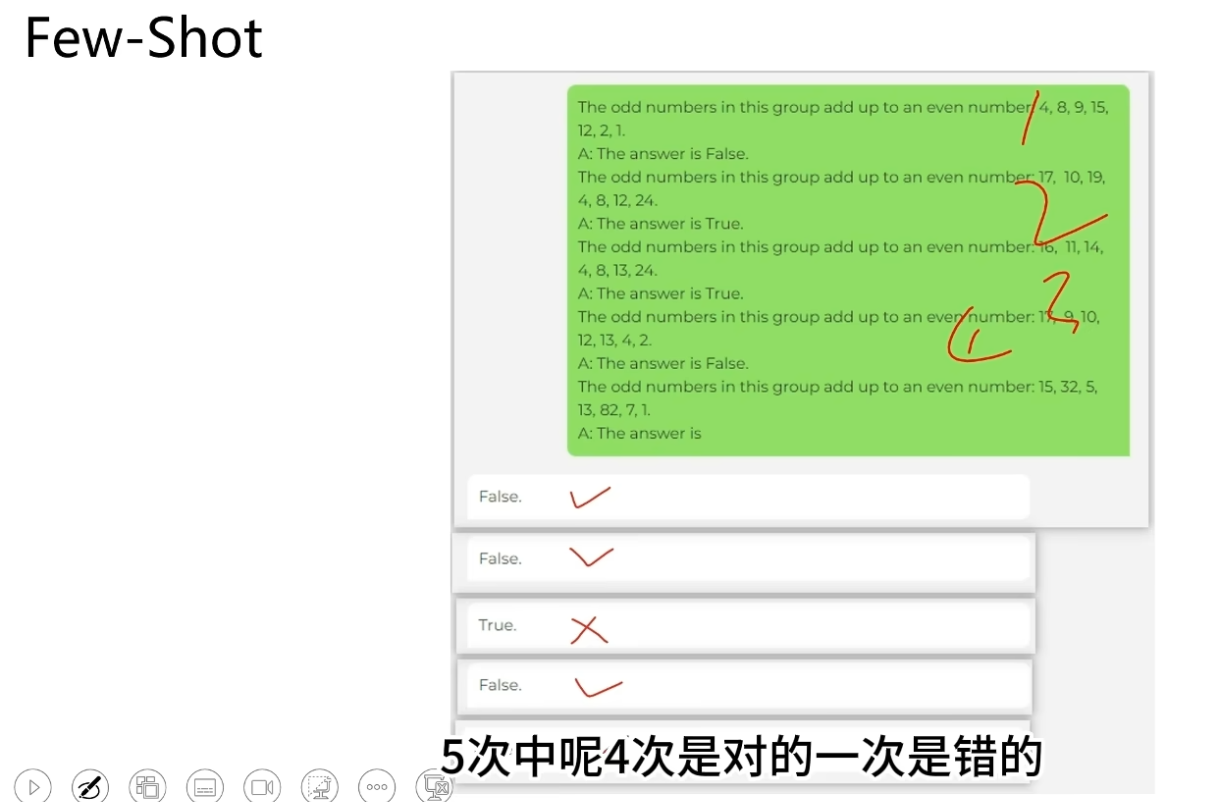 Few-Shot
The odd numbers in this group add up to an even number: 4, 8, 9, 15,
12, 2, 1.
A: The answer is False.
The odd numbers in this group add up to an even number: 17, 10, 19,
4, 8, 12, 24.
A: The answer is True.
The odd numbers in this group add up to an even number: 16, 11, 14,
4, 8, 13, 24.
A: The answer is True.
The odd numbers in this group add up to an even number: 17, 9, 10,
12, 13, 4, 2.
A: The answer is False.
The odd numbers in this group add up to an even number: 15, 32, 5,
13, 82, 7, 1.
A: The answer is
False.
False.
True.
False.
5次中呢4次是对的一次是错的